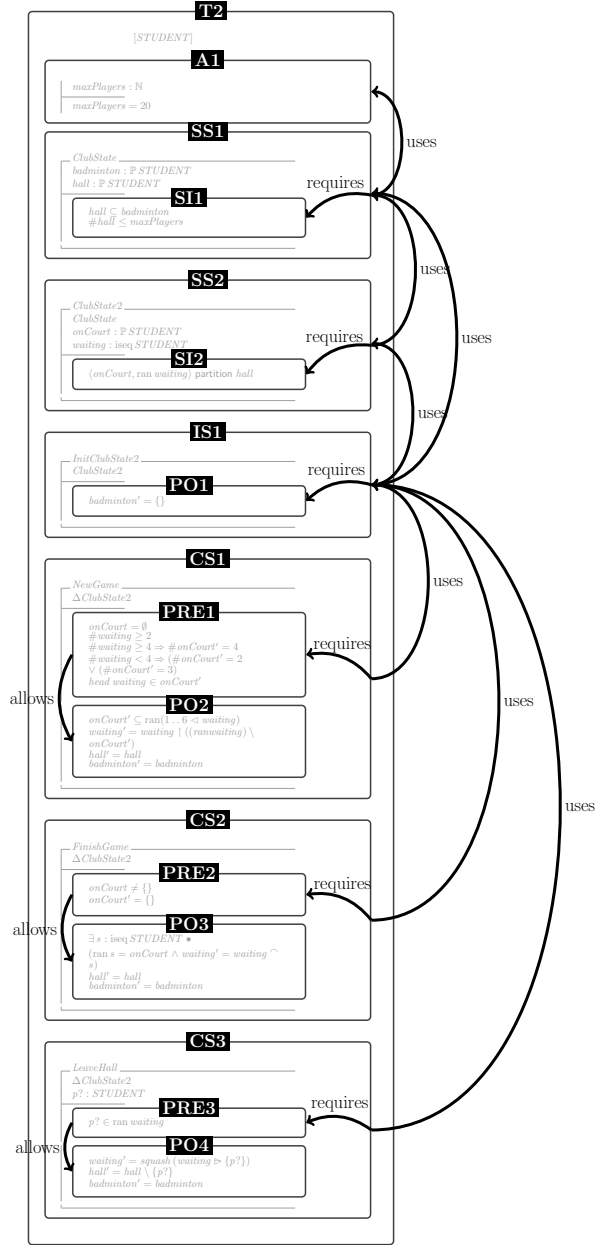 T2
[STUDENT]
A1
maxPlayers : ℕ
maxPlayers = 20
uses
SS1
ClubState
badminton : ℙ STUDENT
hall : ℙ STUDENT
requires
SI1
hall ⊆ badminton
#hall ≤ maxPlayers
uses
SS2
ClubState2
ClubState
onCourt : ℙ STUDENT
waiting : iseq STUDENT
requires
uses
SI2
⟨onCourt, ran waiting⟩ partition hall
uses
IS1
InitClubState2
ClubState2
requires
PO1
badminton′ = {}
CS1
NewGame
ΔClubState2
uses
PRE1
onCourt = ∅
#waiting ≥ 2
#waiting ≥ 4 ⇒ #onCourt′ = 4
#waiting < 4 ⇒ (#onCourt′ = 2
∨ (#onCourt′ = 3)
head waiting ∈ onCourt′
requires
allows
uses
PO2
onCourt′ ⊆ ran(1 . . 6 ◁ waiting)
waiting′ = waiting ↾ ((ranwaiting) \
onCourt′)
hall′ = hall
badminton′ = badminton
uses
CS2
FinishGame
ΔClubState2
PRE2
requires
onCourt ≠ {}
onCourt′ = {}
allows
PO3
∃ s : iseq STUDENT •
(ran s = onCourt ∧ waiting′ = waiting ⌢
s)
hall′ = hall
badminton′ = badminton
CS3
LeaveHall
ΔClubState2
p? : STUDENT
requires
PRE3
p? ∈ ran waiting
allows
PO4
waiting′ = squash (waiting ⩥ {p?})
hall′ = hall \ {p?}
badminton′ = badminton